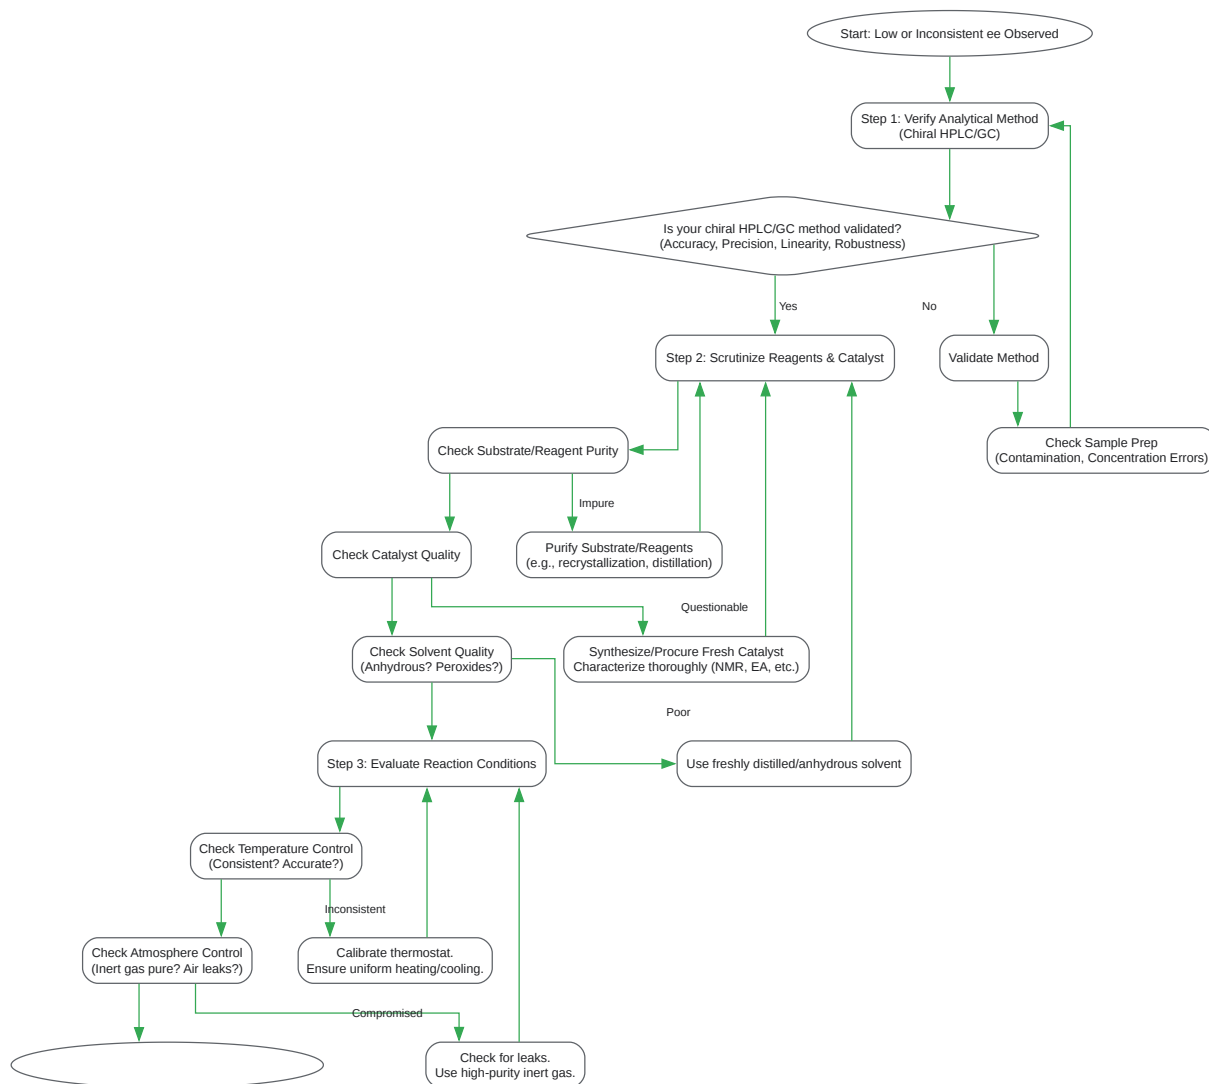 Start: Low or Inconsistent ee Observed
Step 1: Verify Analytical Method
(Chiral HPLC/GC)
Is your chiral HPLC/GC method validated?
(Accuracy, Precision, Linearity, Robustness)
Yes
No
Step 2: Scrutinize Reagents & Catalyst
Validate Method
Check Substrate/Reagent Purity
Check Sample Prep
(Contamination, Concentration Errors)
Impure
Check Catalyst Quality
Purify Substrate/Reagents
(e.g., recrystallization, distillation)
Questionable
Check Solvent Quality
(Anhydrous? Peroxides?)
Synthesize/Procure Fresh Catalyst
Characterize thoroughly (NMR, EA, etc.)
Poor
Step 3: Evaluate Reaction Conditions
Use freshly distilled/anhydrous solvent
Check Temperature Control
(Consistent? Accurate?)
Inconsistent
Check Atmosphere Control
(Inert gas pure? Air leaks?)
Calibrate thermostat.
Ensure uniform heating/cooling.
Compromised
Check for leaks.
Use high-purity inert gas.